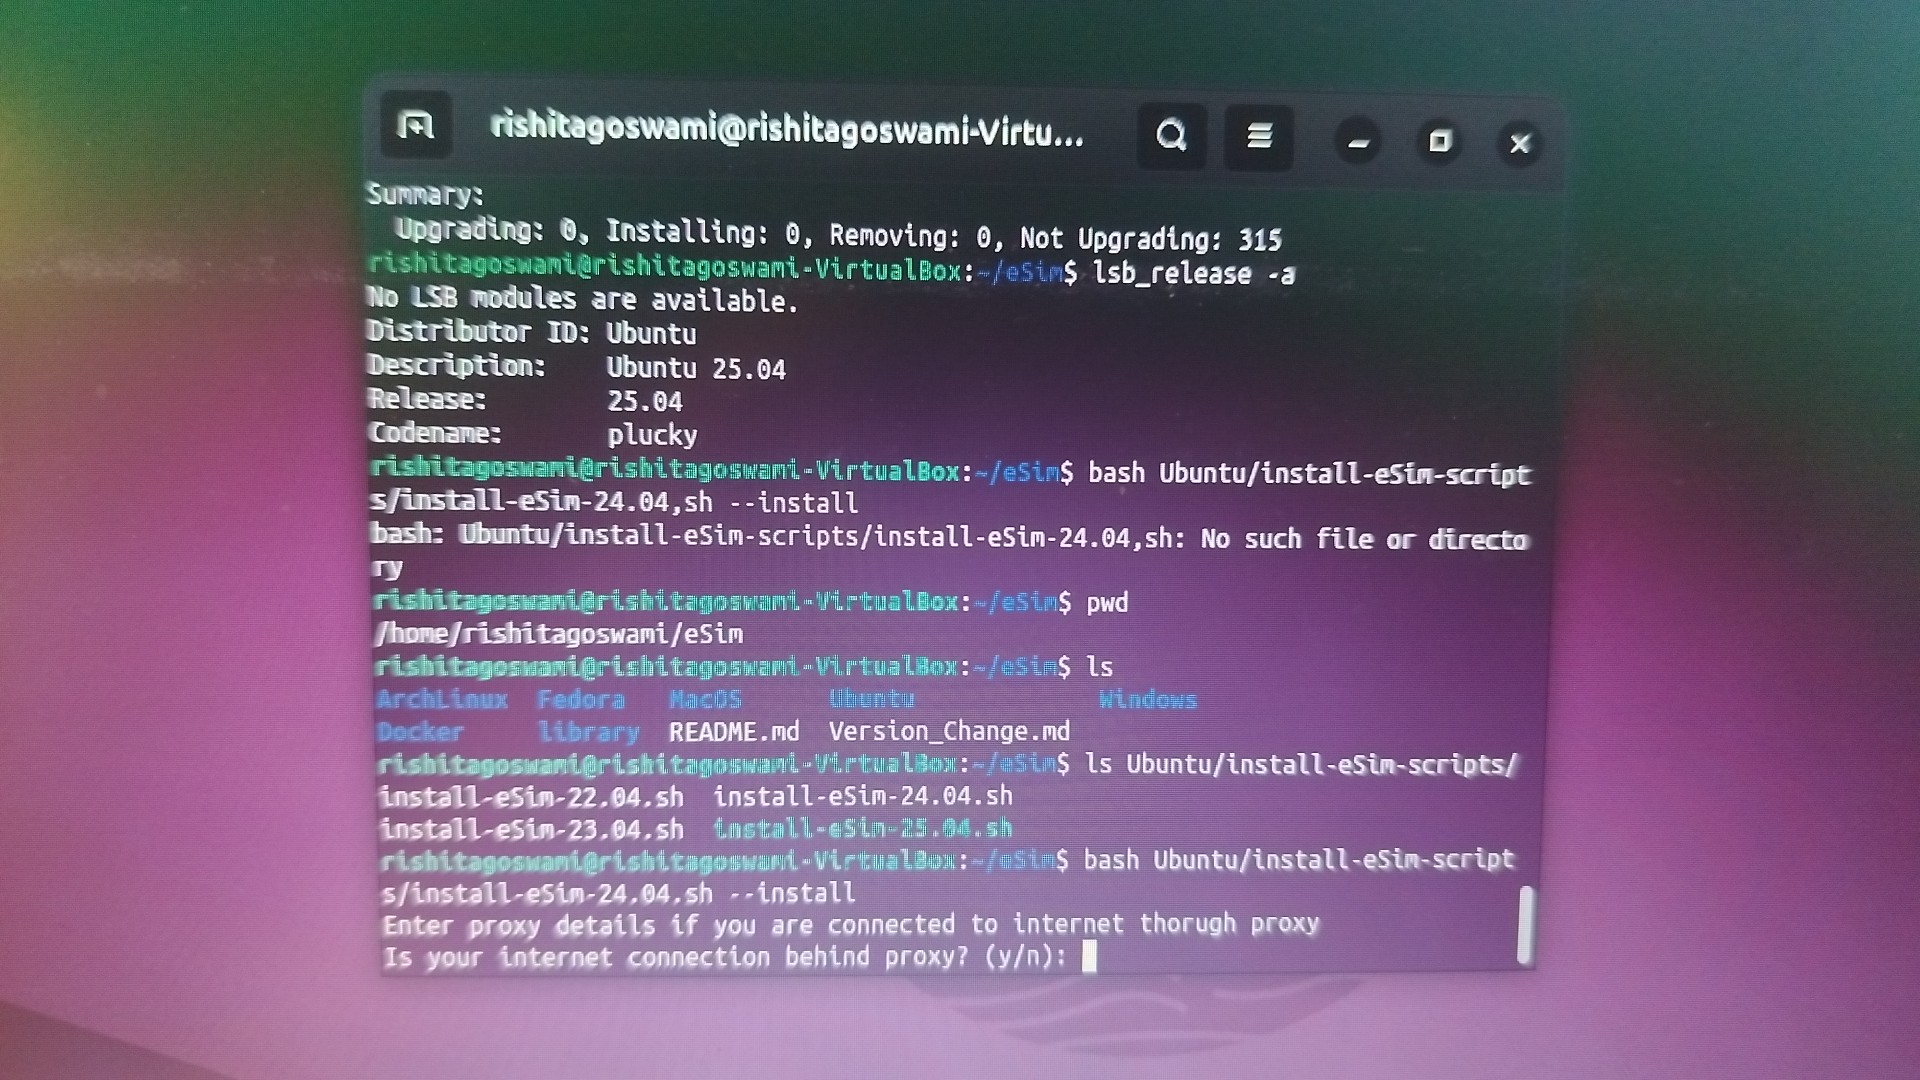 rishitagoswami@rishitagoswami-Virtu...
Summary:
Upgrading: 0, Installing: 0, Removing: 0, Not Upgrading: 315
rishitagoswami@rishitagoswami-VirtualBox:~/eSim$ lsb_release -a
No LSB modules are available.
Distributor ID: Ubuntu
Description: Ubuntu 25.04
Release: 25.04
Codename: plucky
rishitagoswami@rishitagoswami-VirtualBox:~/eSim$ bash Ubuntu/install-eSim-script
s/install-eSim-24.04,sh --install
bash: Ubuntu/install-eSim-scripts/install-eSim-24.04,sh: No such file or directo
ry
rishitagoswami@rishitagoswami-VirtualBox:~/eSim$ pwd
/home/rishitagoswami/eSim
rishitagoswami@rishitagoswami-VirtualBox:~/eSim$ ls
ArchLinux Fedora MacOS Ubuntu Windows
Docker library README.md Version_Change.md
rishitagoswami@rishitagoswami-VirtualBox:~/eSim$ ls Ubuntu/install-eSim-scripts/
install-eSim-22.04.sh install-eSim-24.04.sh
install-eSim-23.04.sh install-eSim-25.04.sh
rishitagoswami@rishitagoswami-VirtualBox:~/eSim$ bash Ubuntu/install-eSim-script
s/install-eSim-24.04.sh --install
Enter proxy details if you are connected to internet thorugh proxy
Is your internet connection behind proxy? (y/n):